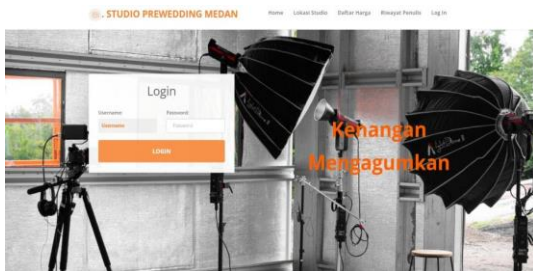 . STUDIO PREWEDDING MEDAN
Home Lokasi Studio Daftar Harga Riwayat Penulis Log In
Login
Username Password
Username Password
LOGIN
Kenangan
Mengagumkan